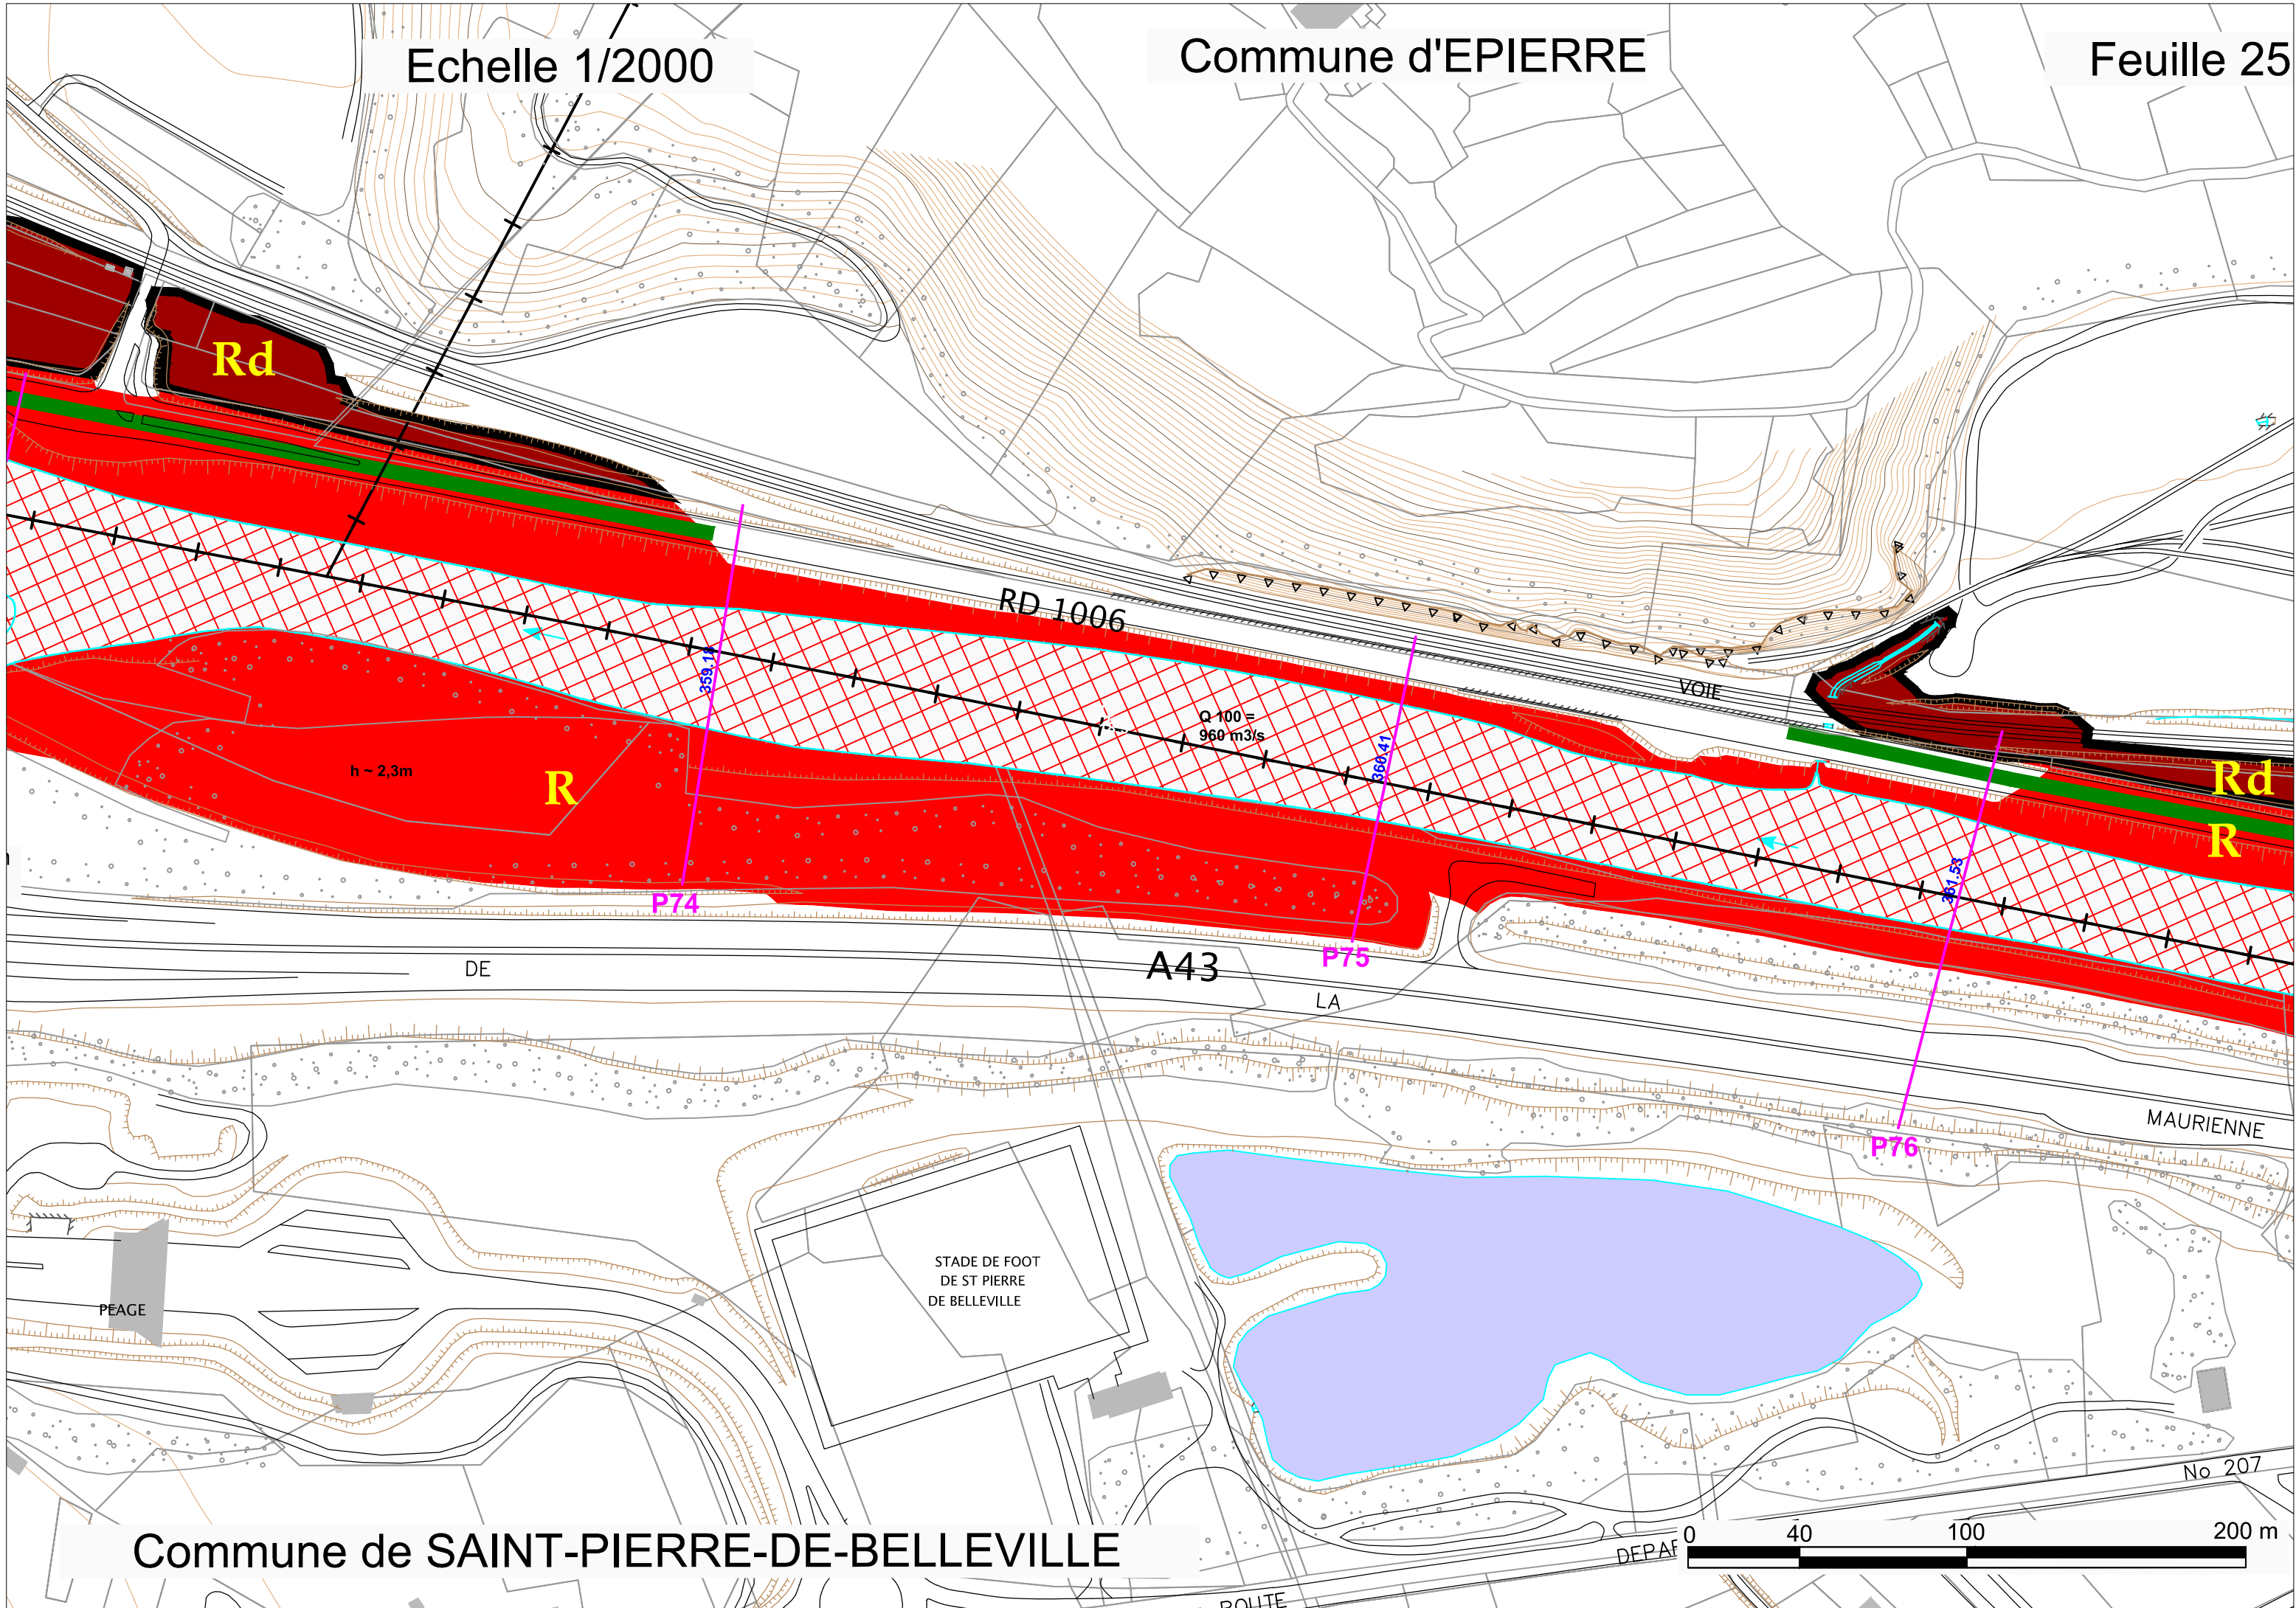 Echelle 1/2000
Commune d'EPIERRE
Feuille 25
Rd
RD 1006
359.18
VOIE
Q 100 =
960 m3/s
360.41
h ~ 2,3m
R
Rd
R
361.53
P74
P75
A43
DE
LA
MAURIENNE
P76
STADE DE FOOT
DE ST PIERRE
DE BELLEVILLE
PEAGE
No 207
Commune de SAINT-PIERRE-DE-BELLEVILLE
0 40 100 200 m
DEPAR
ROUTE